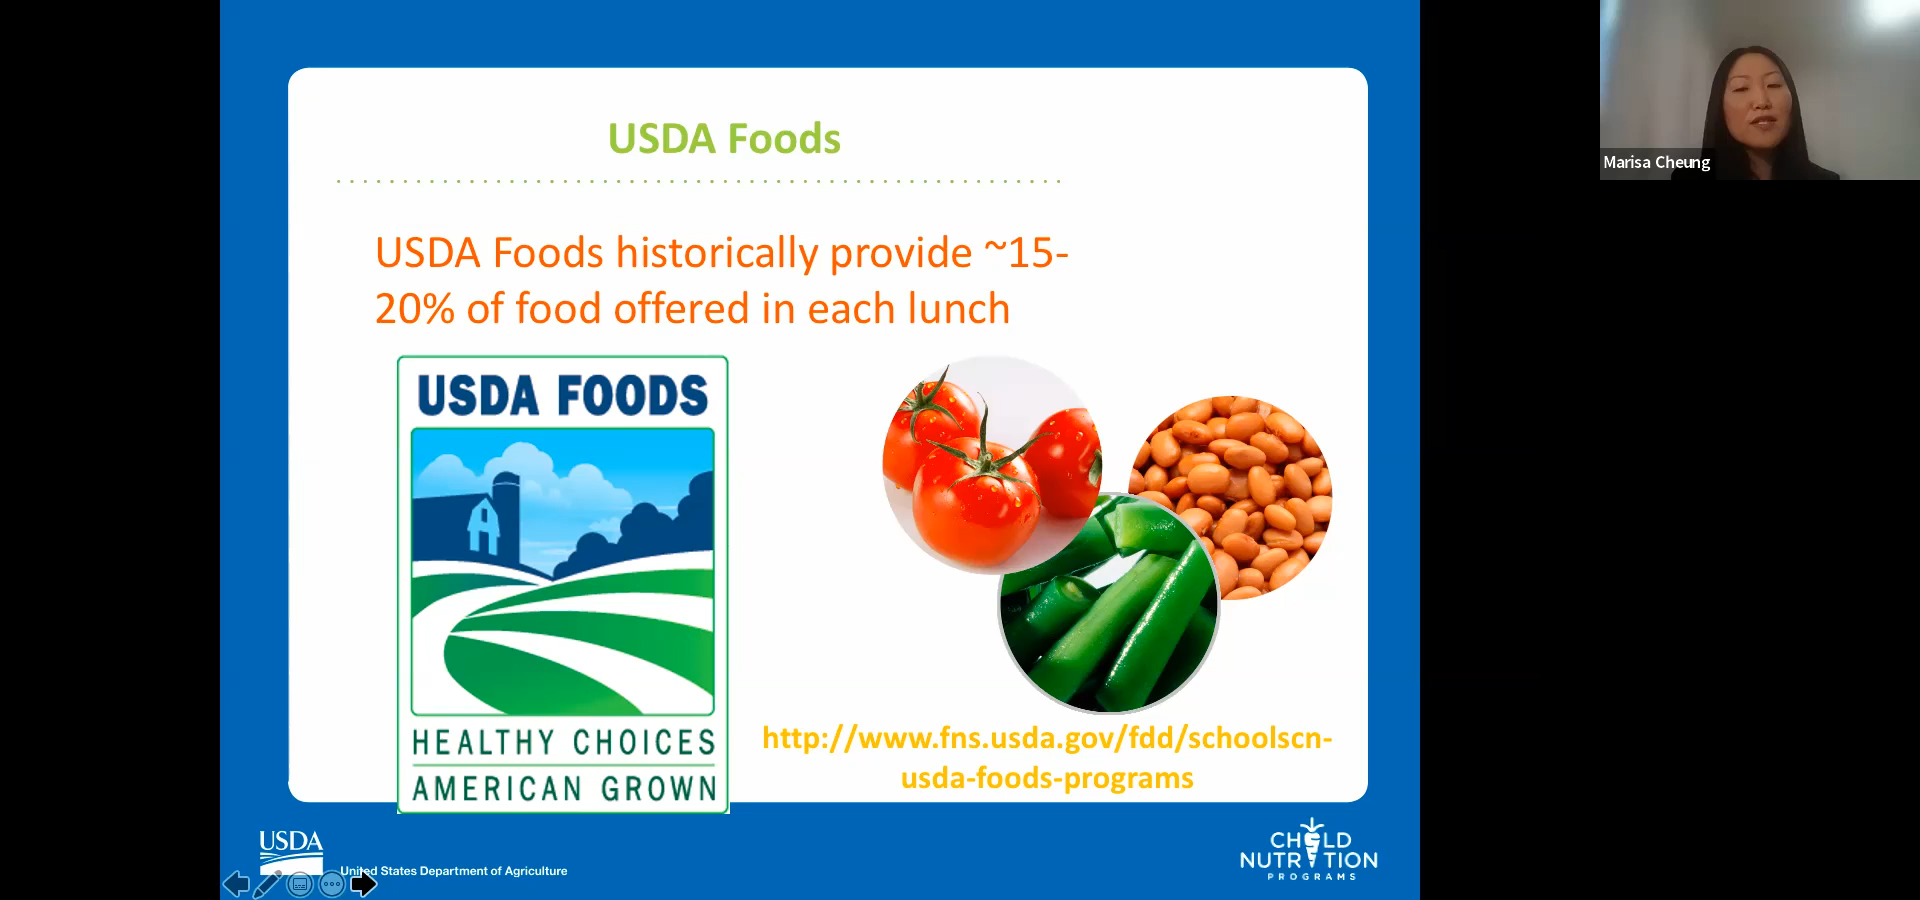 USDA Foods
USDA Foods historically provide ~15-
20% of food offered in each lunch
USDA FOODS
HEALTHY CHOICES
AMERICAN GROWN
http://www.fns.usda.gov/fdd/schoolscn-
usda-foods-programs
USDA
United States Department of Agriculture
CHILD
NUTRITION
PROGRAMS
Marisa Cheung